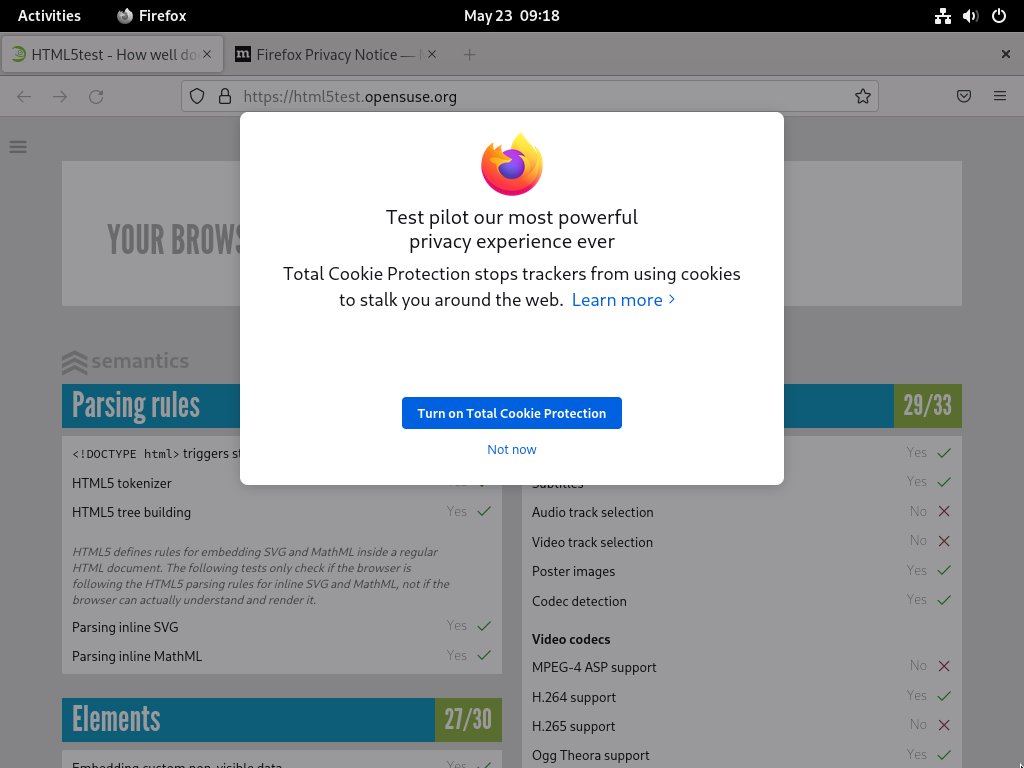 Activities
Firefox
May 23 09:18
HTML5test - How well do
Firefox Privacy Notice —
https://html5test.opensuse.org
YOUR BROWS
Test pilot our most powerful
privacy experience ever
Total Cookie Protection stops trackers from using cookies
to stalk you around the web. Learn more
Turn on Total Cookie Protection
Not now
semantics
Parsing rules
<!DOCTYPE html> triggers st
HTML5 tokenizer
HTML5 tree building Yes
HTML5 defines rules for embedding SVG and MathML inside a regular
HTML document. The following tests only check if the browser is
following the HTML5 parsing rules for inline SVG and MathML, not if the
browser can actually understand and render it.
Parsing inline SVG Yes
Parsing inline MathML Yes
Elements 27/30
Embedding custom non-visible data Yes
29/33
Yes
Subtitles Yes
Audio track selection No
Video track selection No
Poster images Yes
Codec detection Yes
Video codecs
MPEG-4 ASP support No
H.264 support Yes
H.265 support No
Ogg Theora support Yes